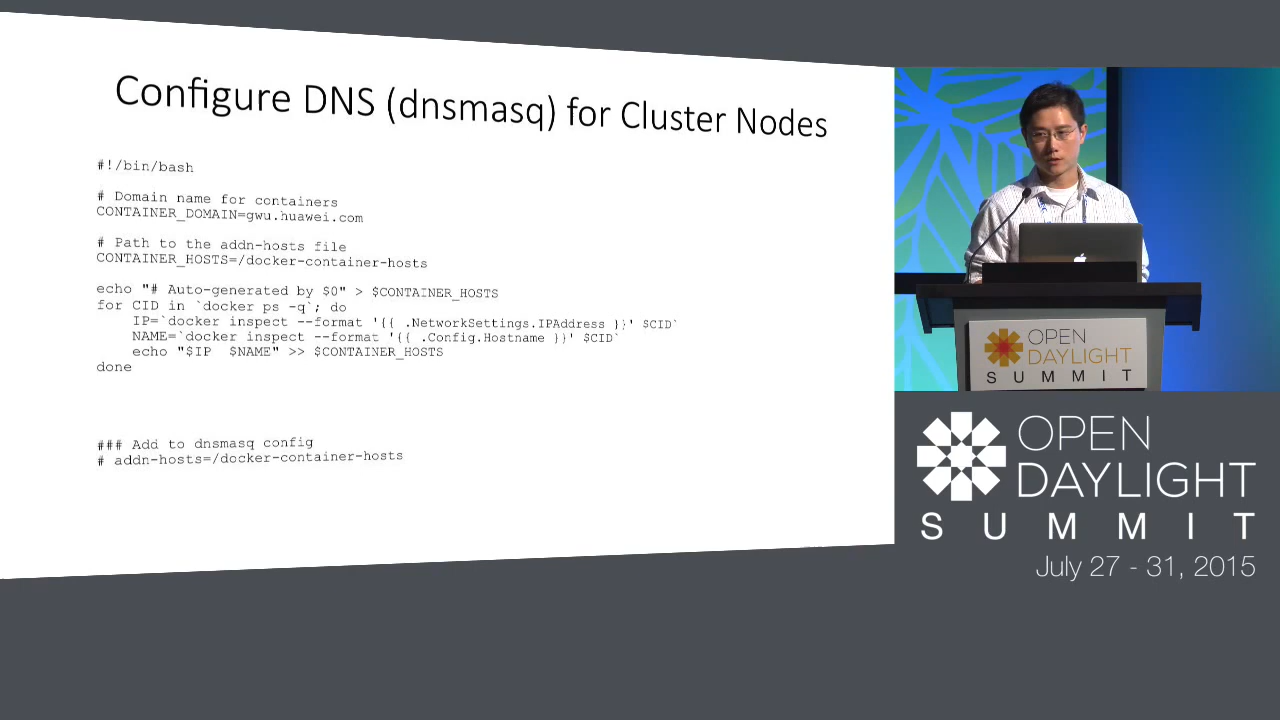 Configure DNS (dnsmasq) for Cluster Nodes
#!/bin/bash
# Domain name for containers
CONTAINER_DOMAIN=gwu.huawei.com
# Path to the addn-hosts file
CONTAINER_HOSTS=/docker-container-hosts
echo "# Auto-generated by $0" > $CONTAINER_HOSTS
for CID in `docker ps -q`; do
    IP=`docker inspect --format '{{ .NetworkSettings.IPAddress }}' $CID`
    NAME=`docker inspect --format '{{ .Config.Hostname }}' $CID`
    echo "$IP  $NAME" >> $CONTAINER_HOSTS
done
### Add to dnsmasq config
# addn-hosts=/docker-container-hosts
OPEN
DAYLIGHT
SUMMIT
OPEN
DAYLIGHT
SUMMIT
July 27 - 31, 2015